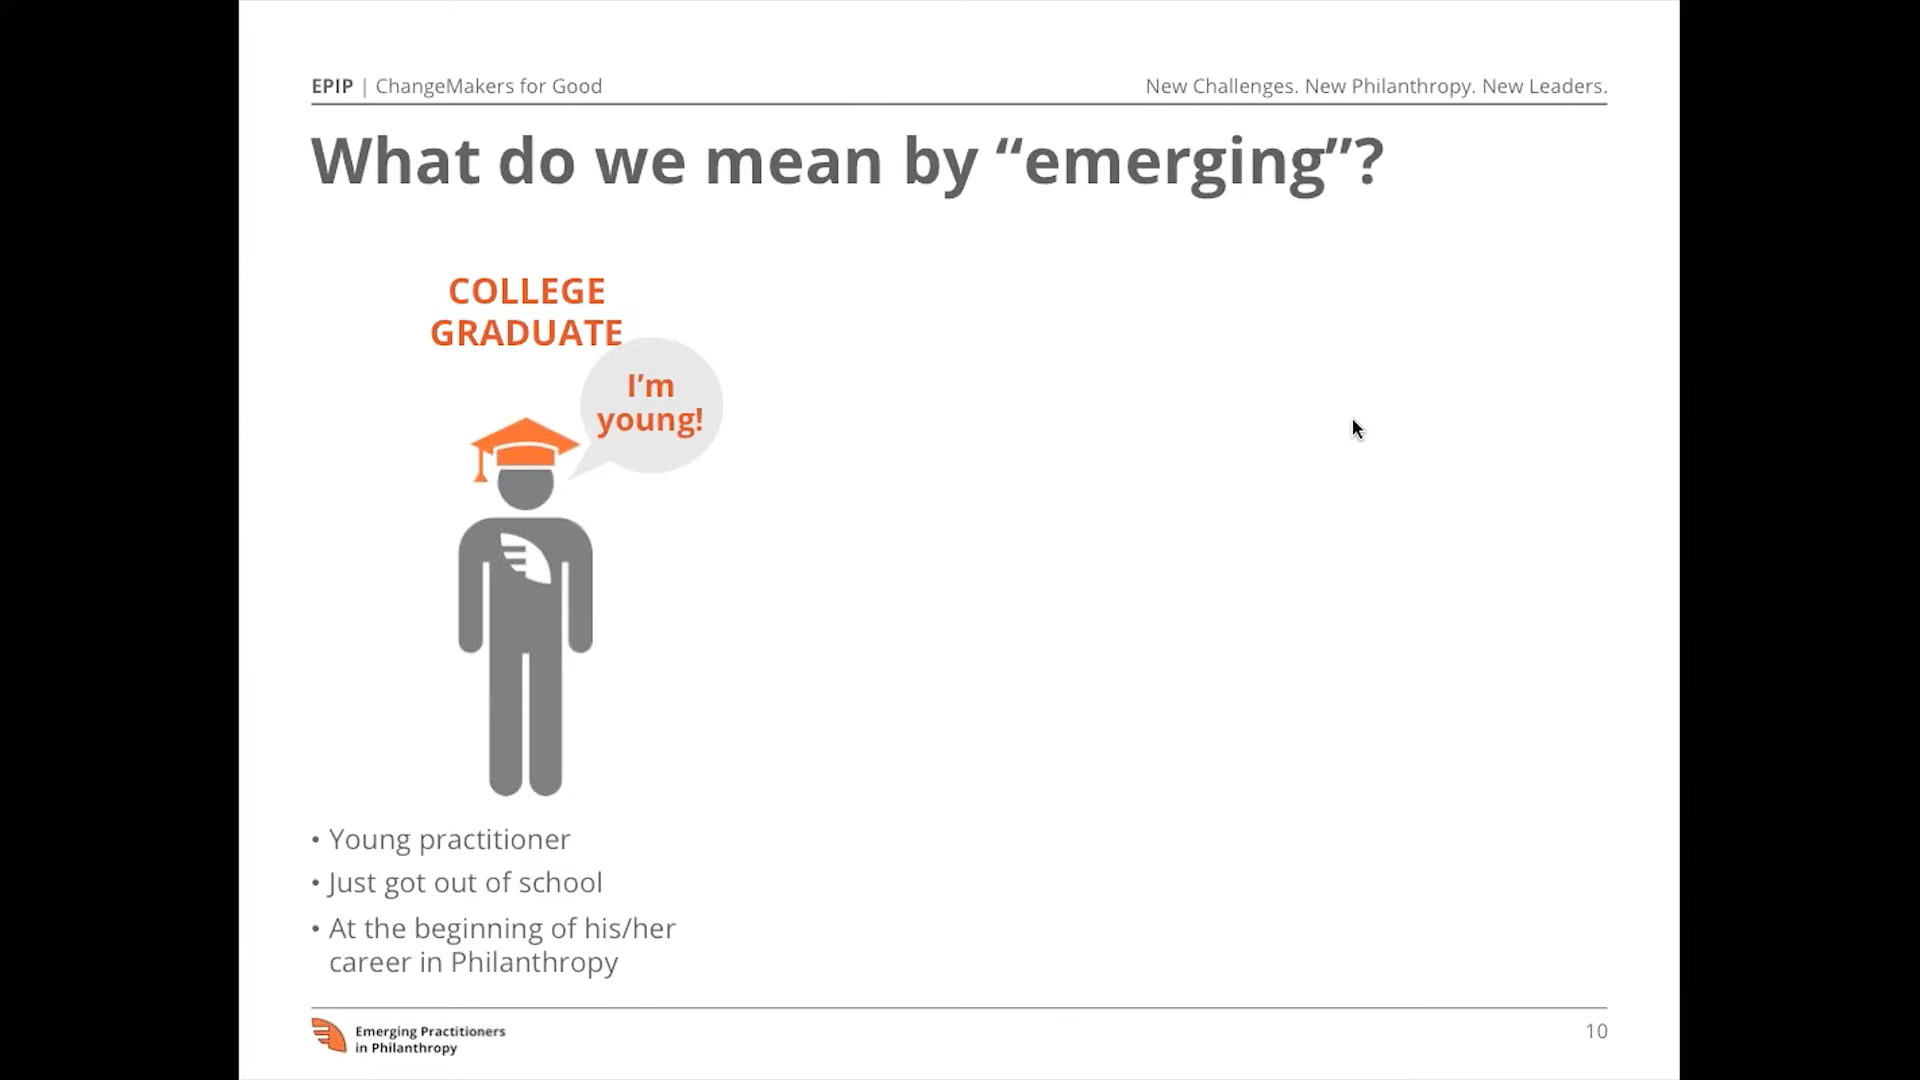 EPIP | ChangeMakers for Good
New Challenges. New Philanthropy. New Leaders.
What do we mean by “emerging”?
COLLEGE
GRADUATE
I’m
young!
• Young practitioner
• Just got out of school
• At the beginning of his/her
career in Philanthropy
Emerging Practitioners
in Philanthropy
10